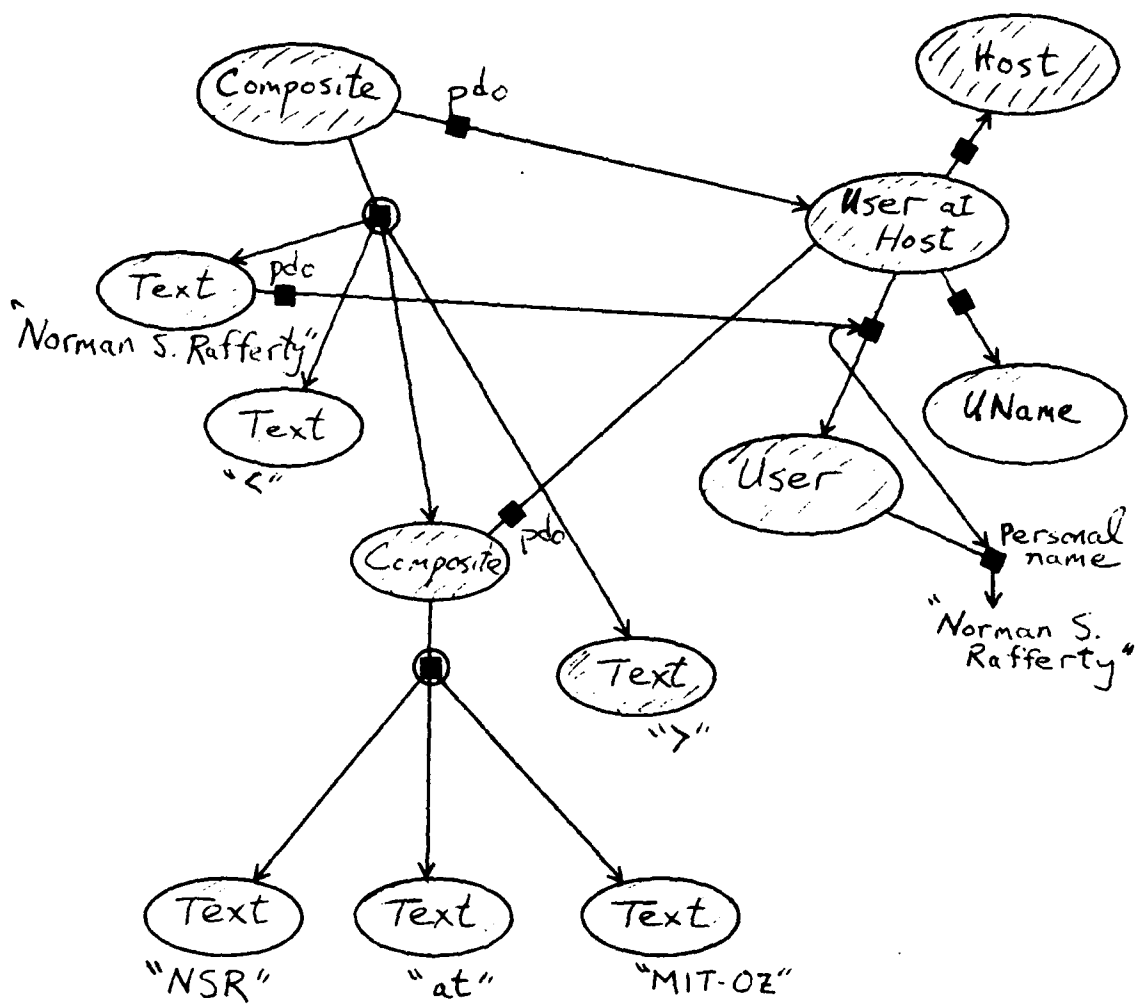 Host
Composite
pdo
User at
Host
Text
pdo
"Norman S. Rafferty"
Text
"<"
UName
User
Composite
pdo
Personal
name
"Norman S.
Rafferty"
Text
">"
Text
Text
Text
"NSR"
"at"
"MIT-OZ"